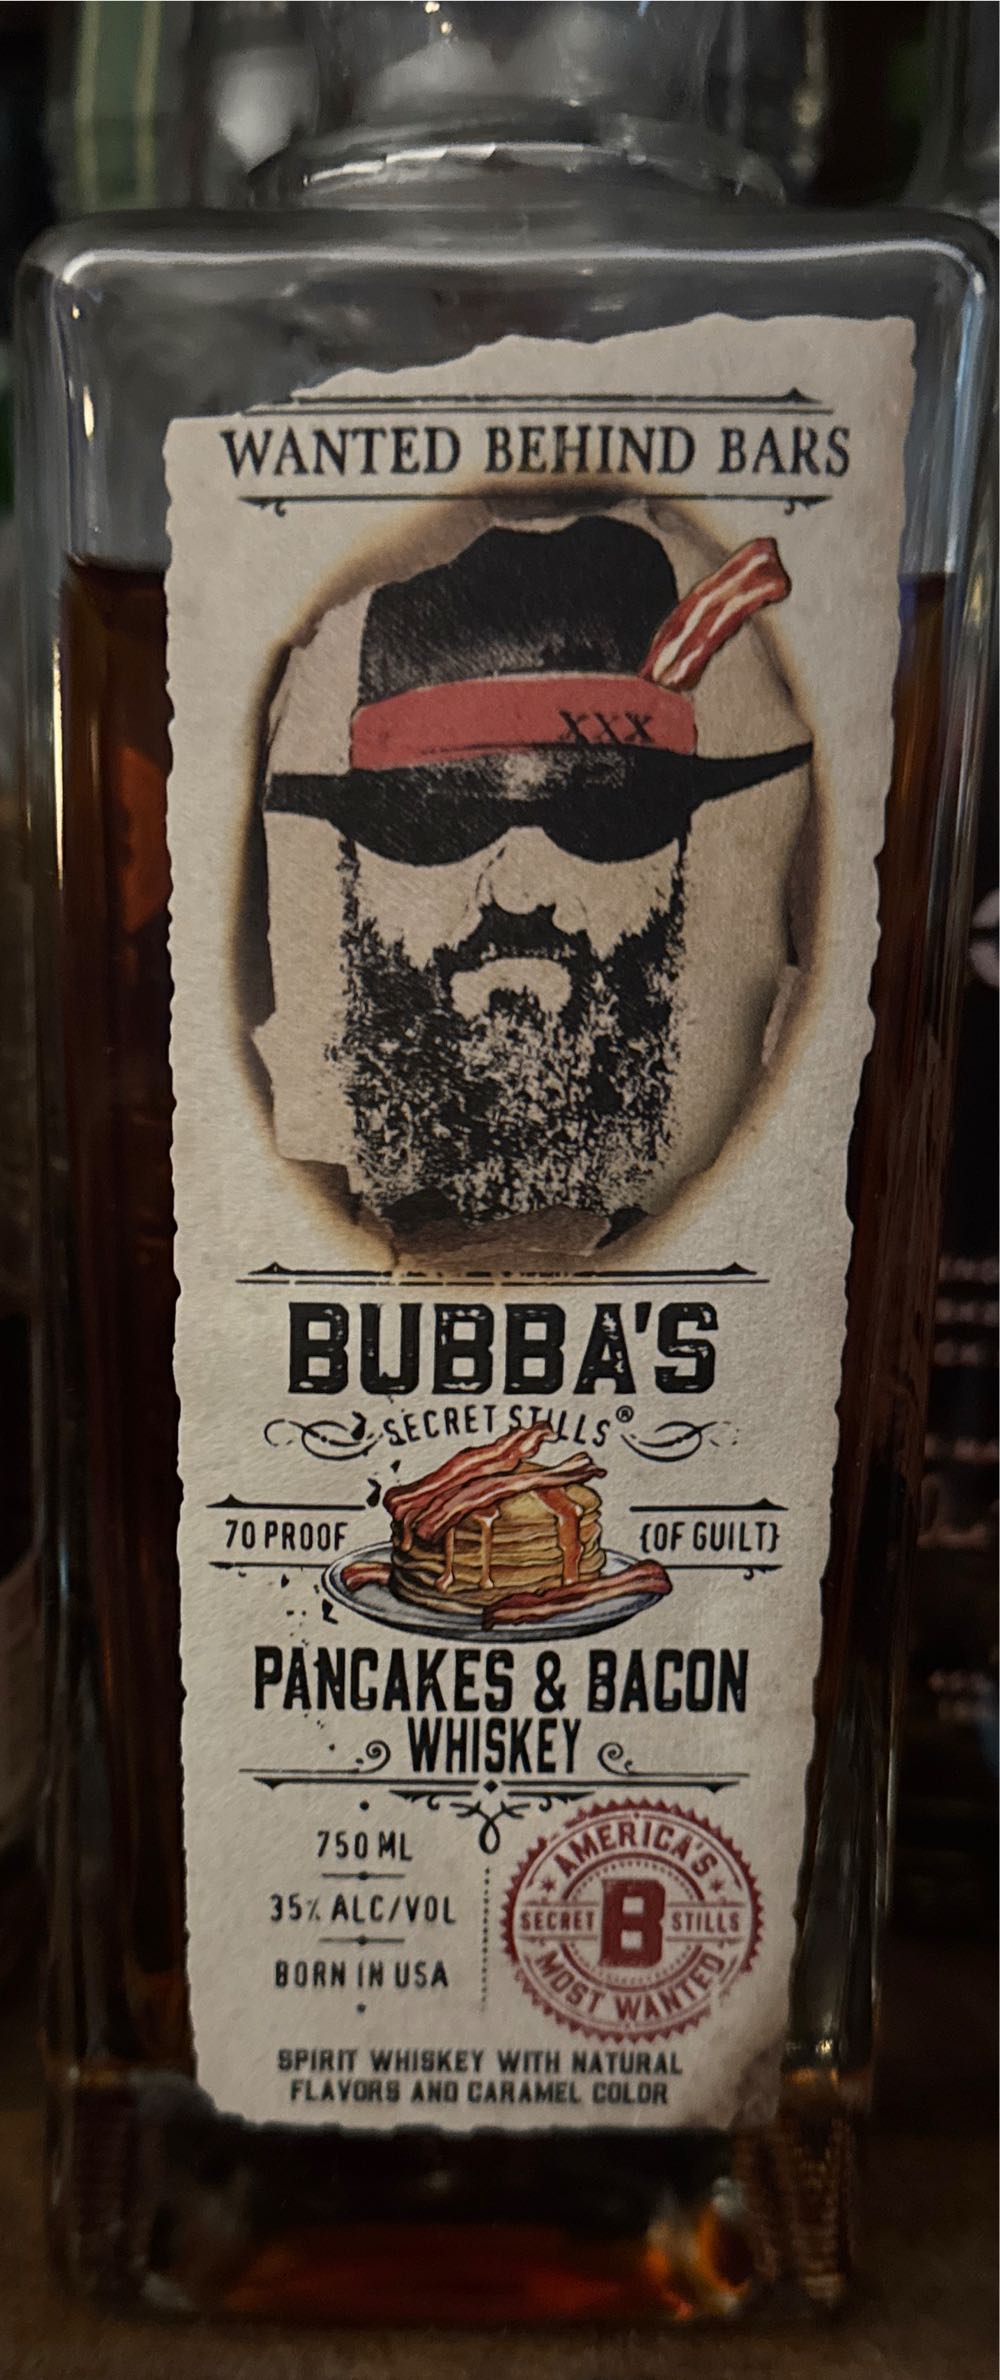 WANTED BEHIND BARS
XXX
BUBBA'S
SECRET STILLS®
70 PROOF {OF GUILT}
PANCAKES & BACON
WHISKEY
750 ML
35% ALC/VOL
BORN IN USA
AMERICA'S
SECRET B STILLS
MOST WANTED
SPIRIT WHISKEY WITH NATURAL
FLAVORS AND CARAMEL COLOR